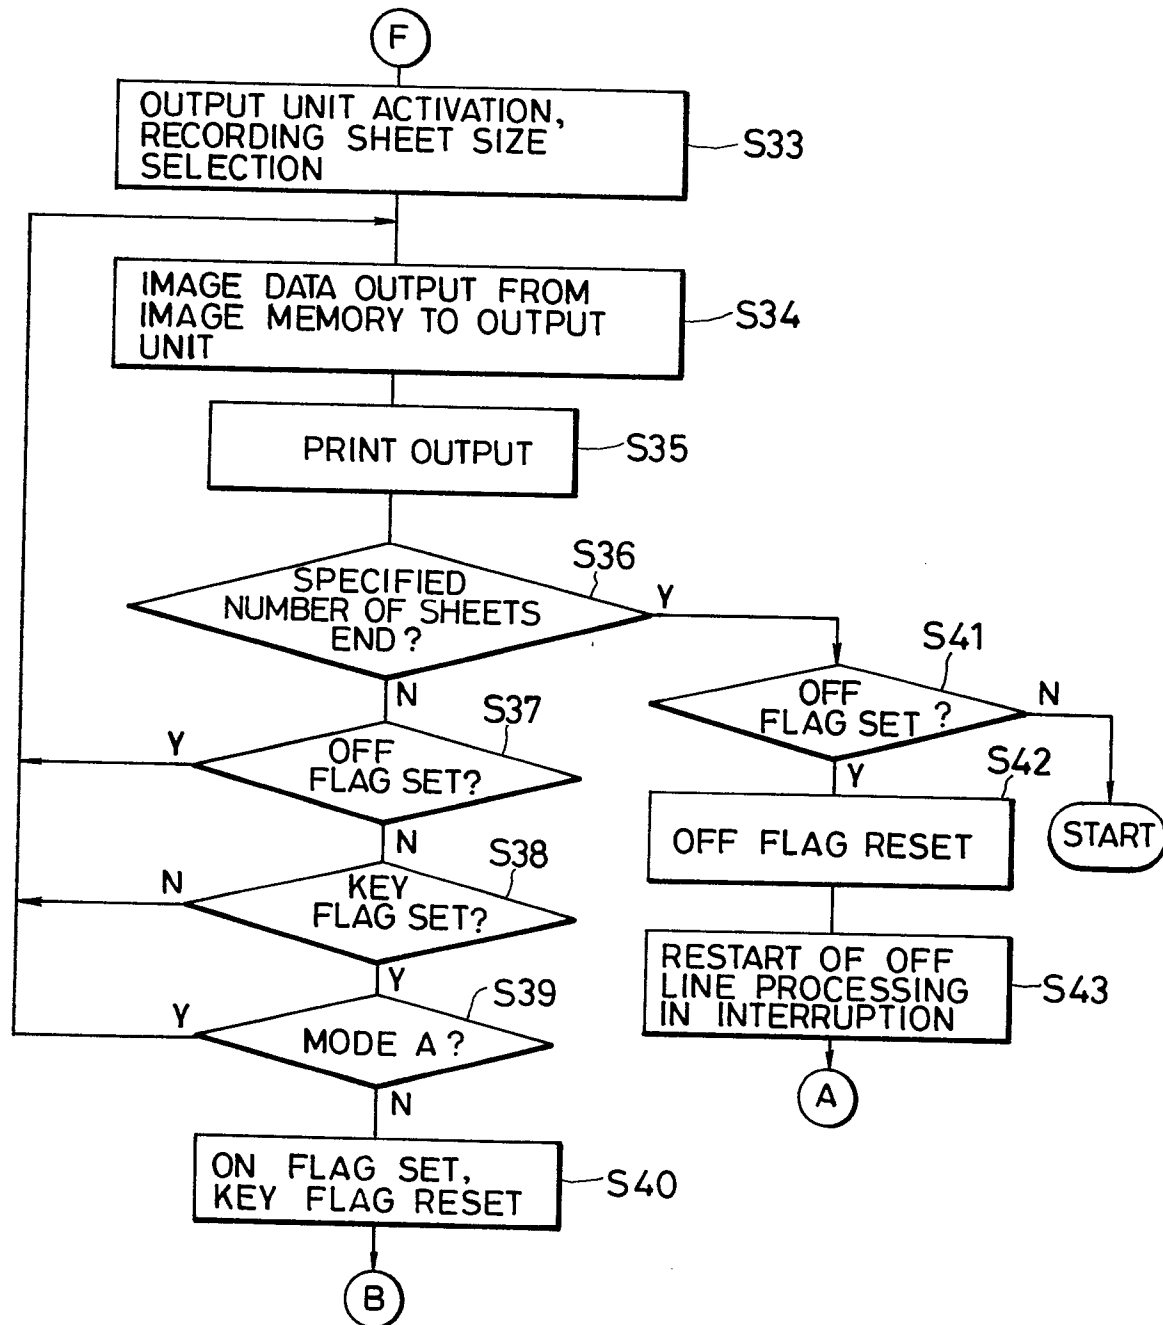 F
OUTPUT UNIT ACTIVATION,
RECORDING SHEET SIZE
SELECTION
S33
IMAGE DATA OUTPUT FROM
IMAGE MEMORY TO OUTPUT
UNIT
S34
PRINT OUTPUT
S35
SPECIFIED
NUMBER OF SHEETS
END?
S36
Y
N
OFF
FLAG SET?
S37
Y
N
KEY
FLAG SET?
S38
N
Y
MODE A?
S39
Y
N
ON FLAG SET,
KEY FLAG RESET
S40
B
OFF
FLAG SET?
S41
N
Y
START
OFF FLAG RESET
S42
RESTART OF OFF
LINE PROCESSING
IN INTERRUPTION
S43
A